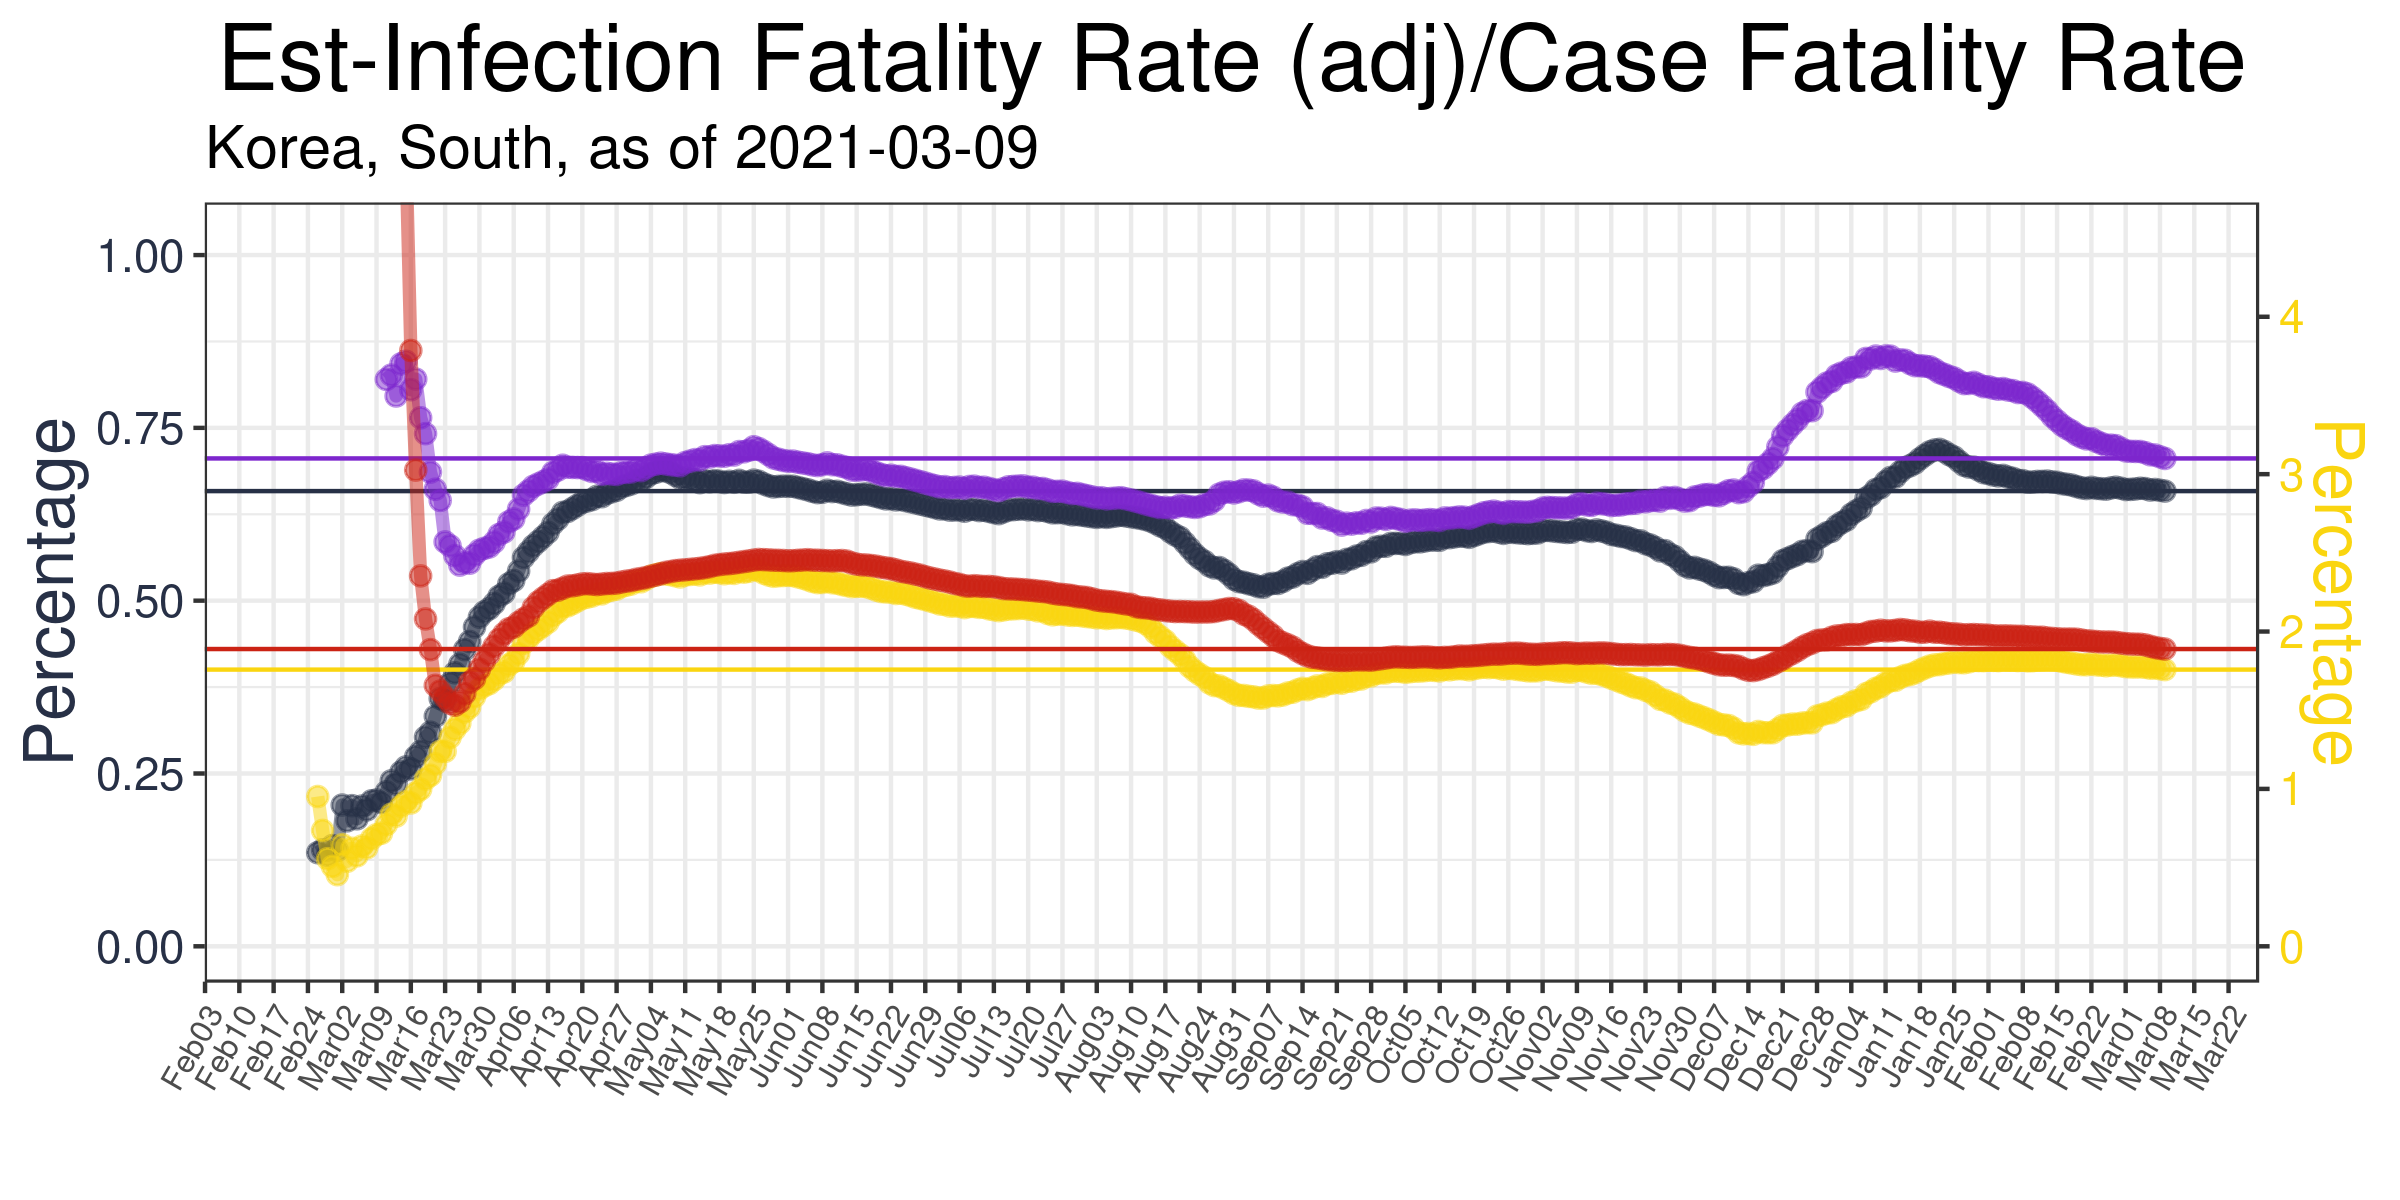 Est-Infection Fatality Rate (adj)/Case Fatality Rate
Korea, South, as of 2021-03-09
Percentage
1.00
0.75
0.50
0.25
0.00
4
3
2
1
0
Percentage
Feb03
Feb10
Feb17
Feb24
Mar02
Mar09
Mar16
Mar23
Mar30
Apr06
Apr13
Apr20
Apr27
May04
May11
May18
May25
Jun01
Jun08
Jun15
Jun22
Jun29
Jul06
Jul13
Jul20
Jul27
Aug03
Aug10
Aug17
Aug24
Aug31
Sep07
Sep14
Sep21
Sep28
Oct05
Oct12
Oct19
Oct26
Nov02
Nov09
Nov16
Nov23
Nov30
Dec07
Dec14
Dec21
Dec28
Jan04
Jan11
Jan18
Jan25
Feb01
Feb08
Feb15
Feb22
Mar01
Mar08
Mar15
Mar22